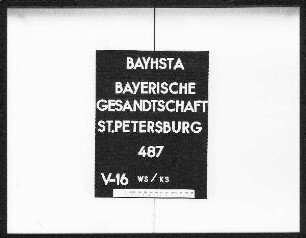 BAYHSTA
BAYERISCHE
GESANDTSCHAFT
ST.PETERSBURG
487
V-16 WS/KS